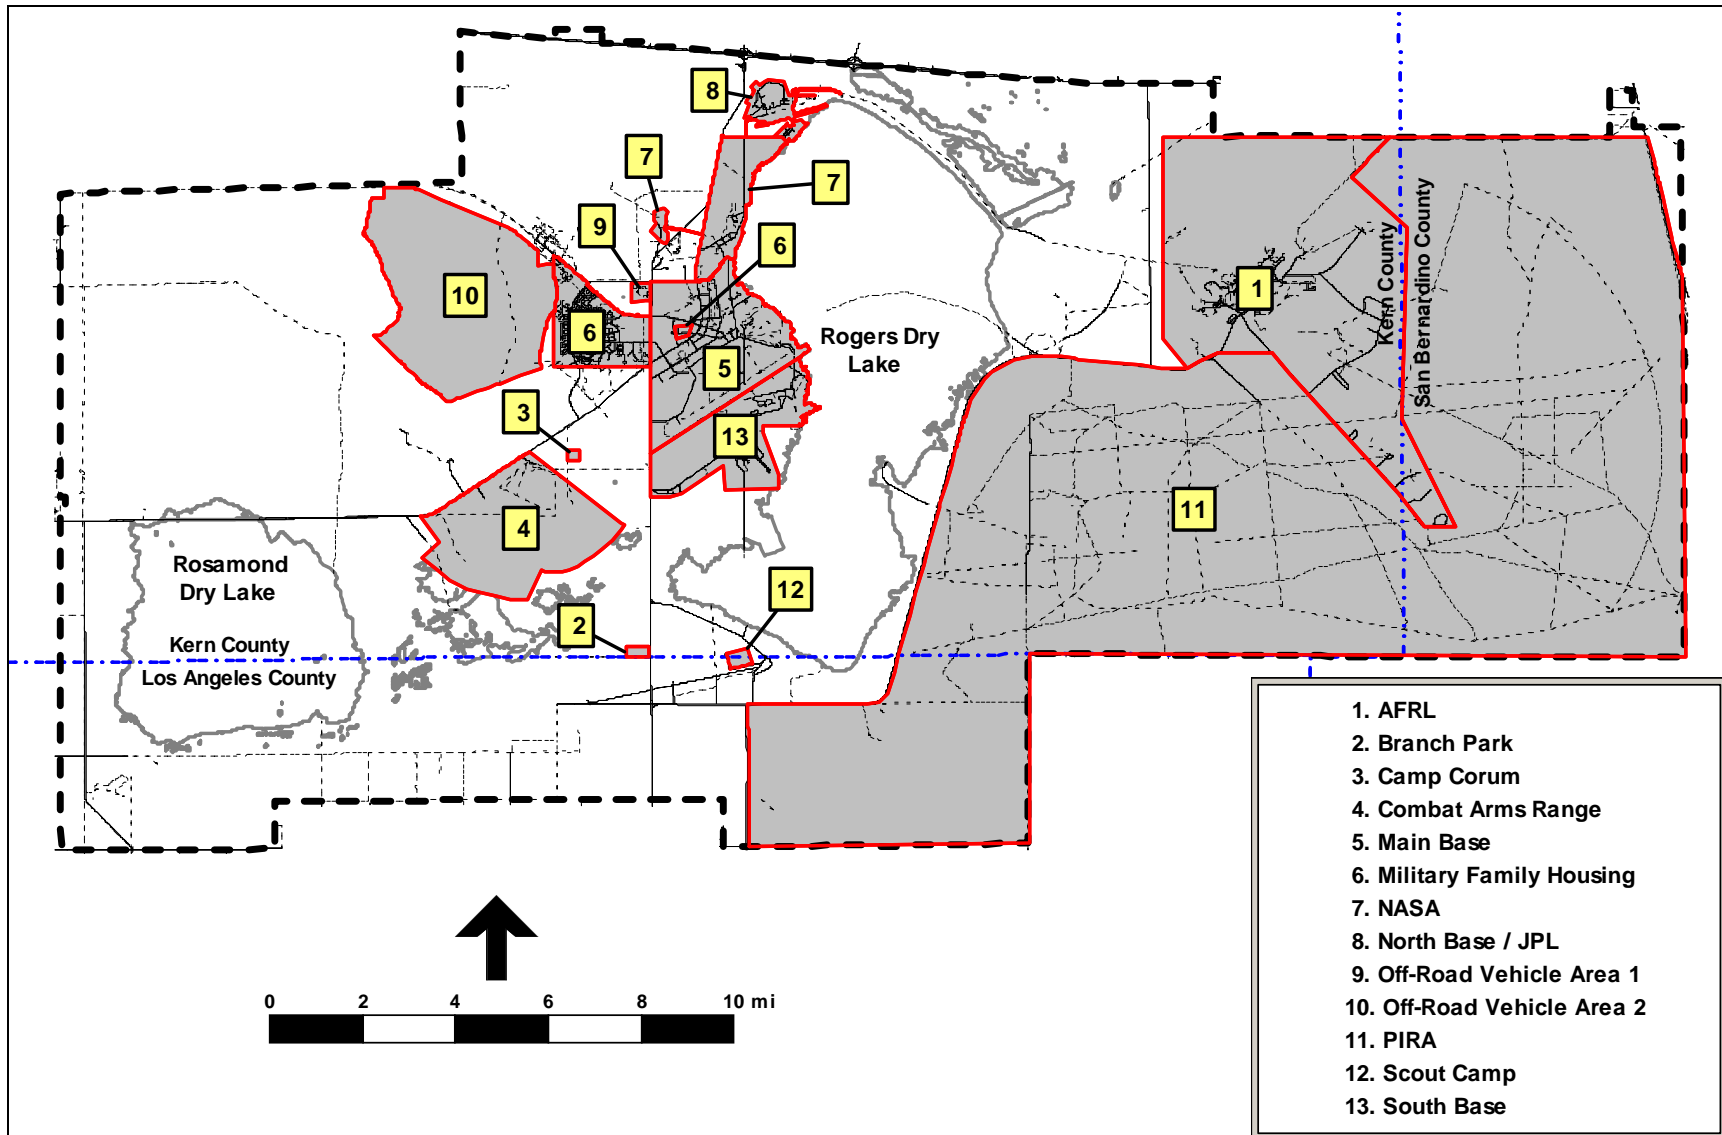 8
7
7
9
6
10
1
Kern County
San Bernardino County
6
5
Rogers Dry
Lake
3
13
4
11
Rosamond
Dry Lake
12
2
Kern County
Los Angeles County
0 2 4 6 8 10 mi
1. AFRL
2. Branch Park
3. Camp Corum
4. Combat Arms Range
5. Main Base
6. Military Family Housing
7. NASA
8. North Base / JPL
9. Off-Road Vehicle Area 1
10. Off-Road Vehicle Area 2
11. PIRA
12. Scout Camp
13. South Base